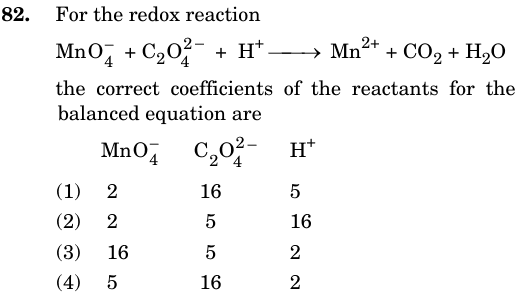 82. For the redox reaction
MnO₄⁻ + C₂O₄²⁻ + H⁺ ⟶ Mn²⁺ + CO₂ + H₂O
the correct coefficients of the reactants for the
balanced equation are
MnO₄⁻ C₂O₄²⁻ H⁺
(1) 2 16 5
(2) 2 5 16
(3) 16 5 2
(4) 5 16 2